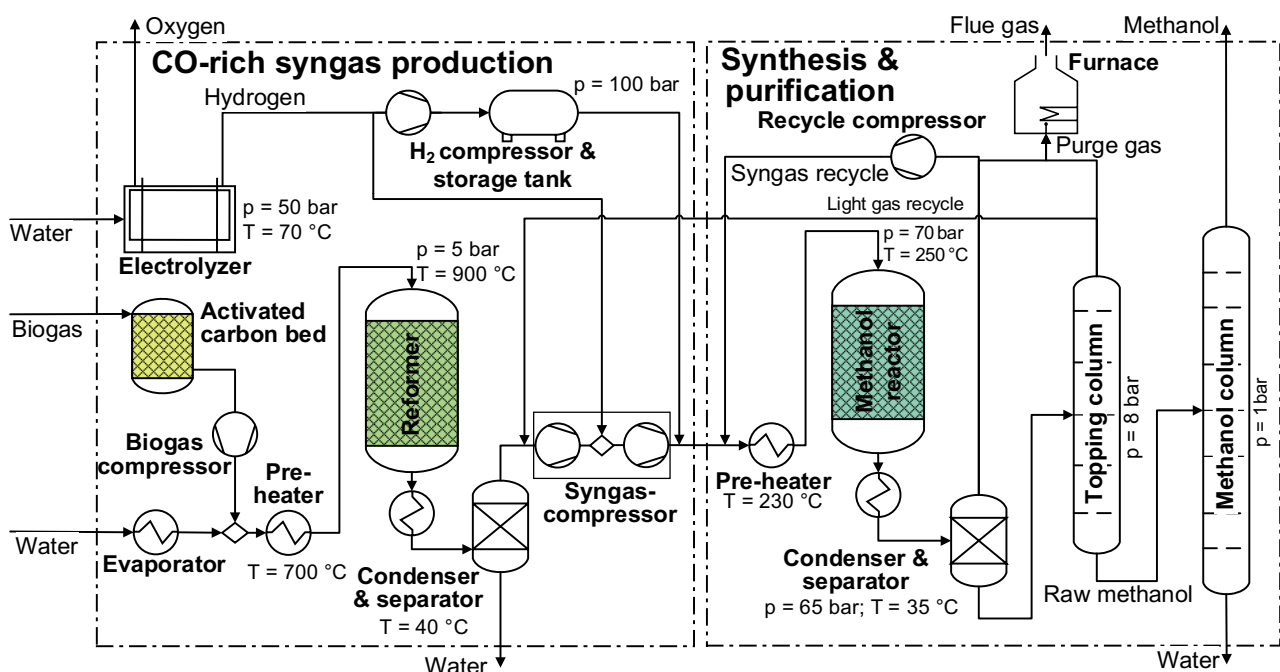 Oxygen
CO-rich syngas production
Hydrogen
p = 100 bar
H₂ compressor &
storage tank
p = 50 bar
T = 70 °C
Water
Electrolyzer
p = 5 bar
T = 900 °C
Biogas
Activated
carbon bed
Reformer
Biogas
compressor
Pre-
heater
Water
Evaporator
T = 700 °C
Condenser
& separator
T = 40 °C
Water
Syngas-
compressor
Flue gas
Methanol
Synthesis &
purification
Furnace
Recycle compressor
Purge gas
Syngas recycle
Light gas recycle
p = 70 bar
T = 250 °C
Methanol
reactor
Pre-heater
T = 230 °C
Condenser &
separator
p = 65 bar; T = 35 °C
Topping column
p = 8 bar
Raw methanol
Methanol column
p = 1 bar
Water